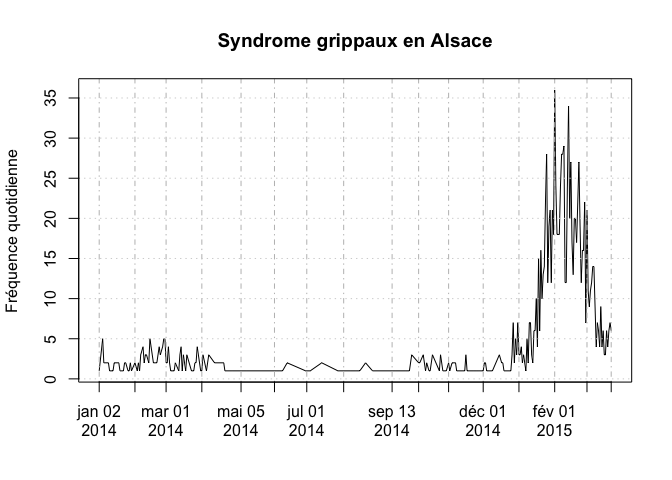 Syndrome grippaux en Alsace
Fréquence quotidienne
35
30
25
20
15
10
5
0
jan 02 2014
mar 01 2014
mai 05 2014
jul 01 2014
sep 13 2014
déc 01 2014
fév 01 2015